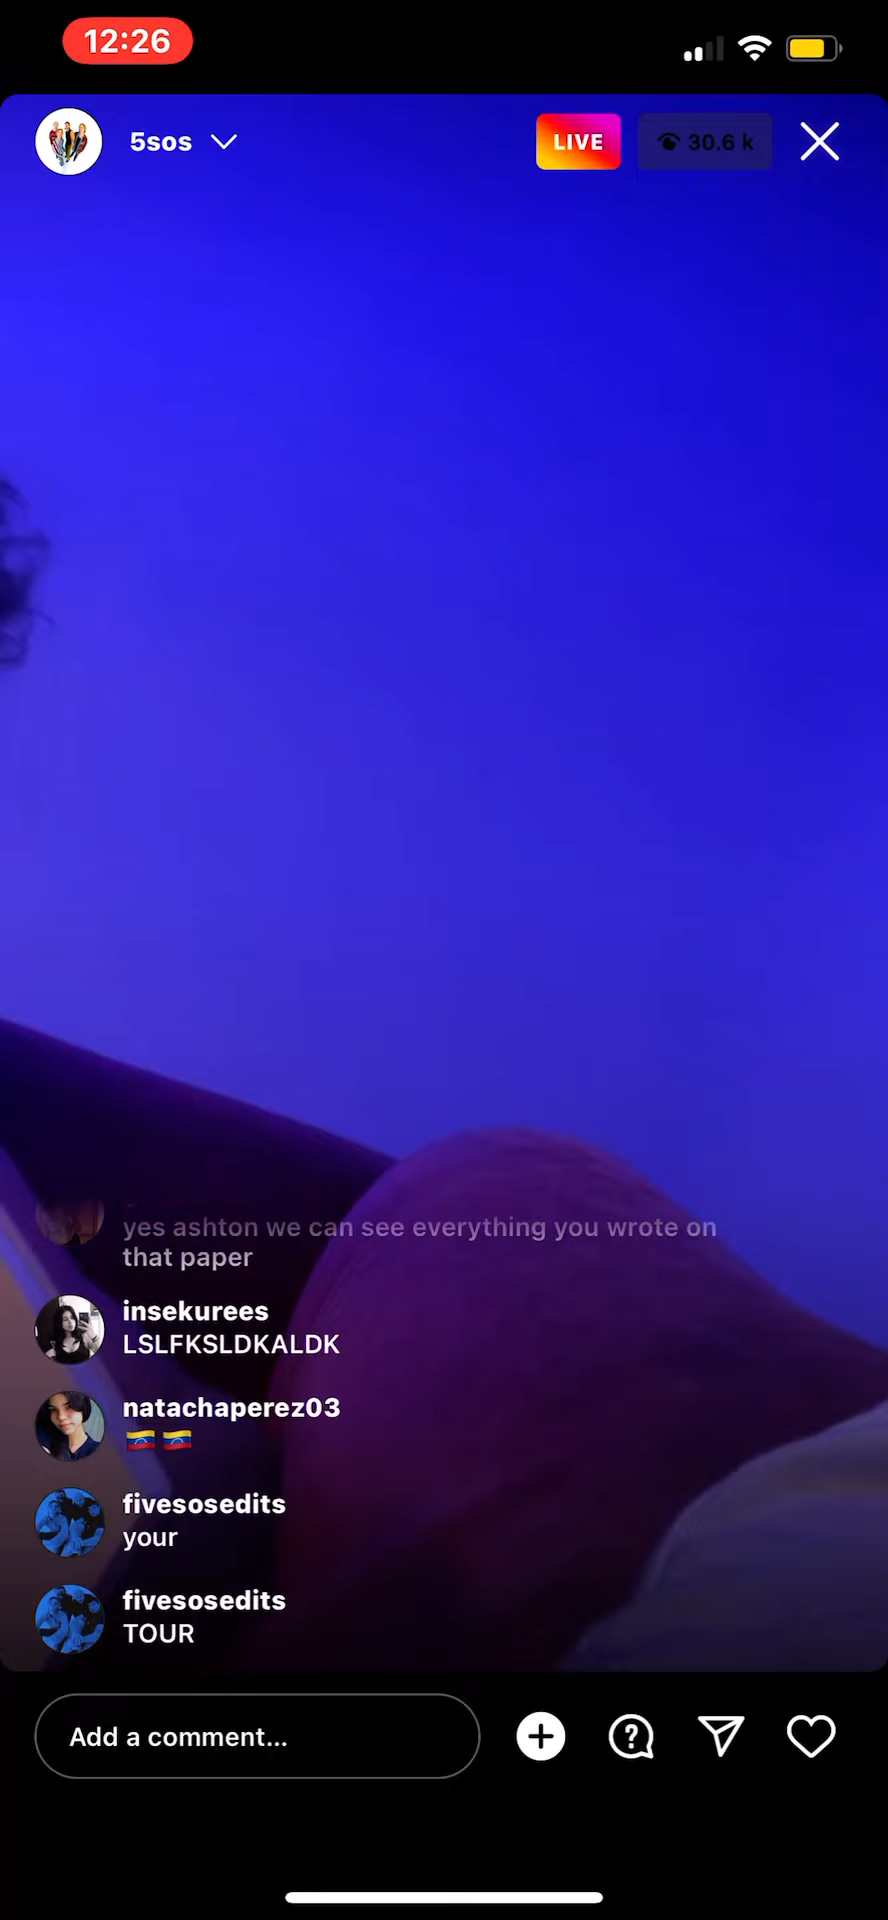 12:26
5sos
LIVE
30.6 k
yes ashton we can see everything you wrote on
that paper
insekurees
LSLFKSLDKALDK
natachaperez03
🇻🇪🇻🇪
fivesosedits
your
fivesosedits
TOUR
Add a comment...